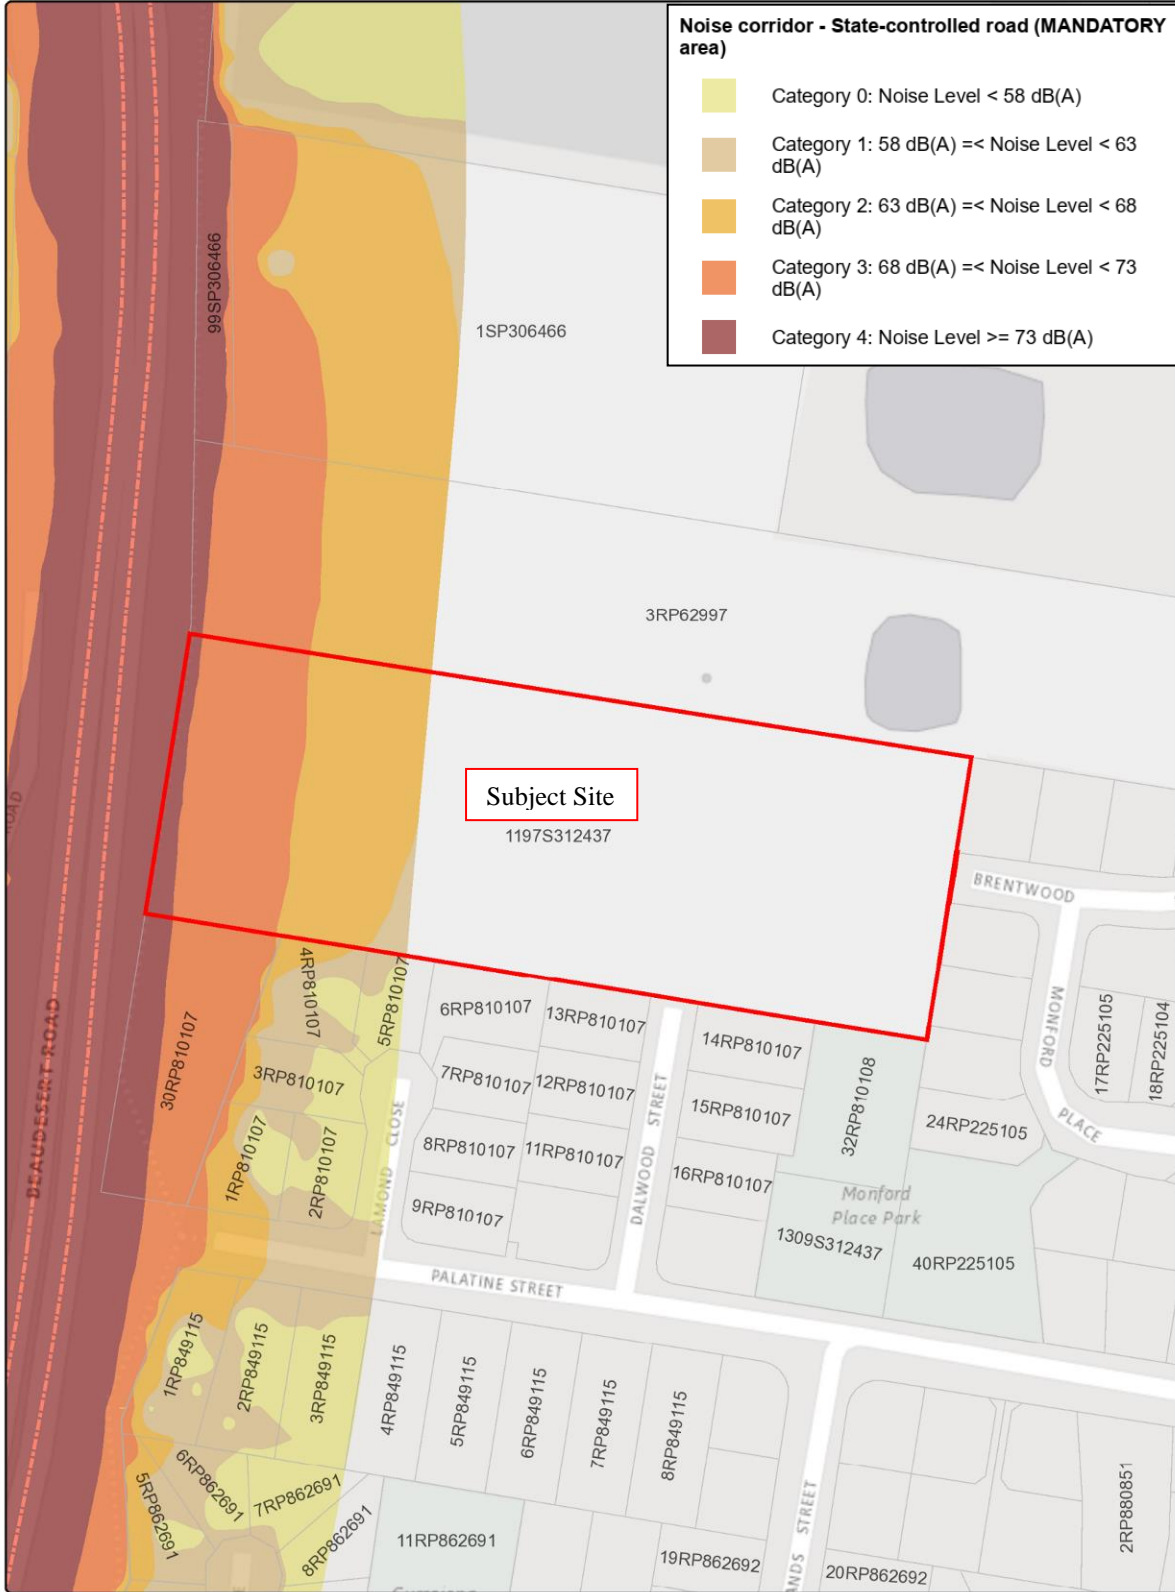 Noise corridor - State-controlled road (MANDATORY
area)
Category 0: Noise Level < 58 dB(A)
Category 1: 58 dB(A) =< Noise Level < 63
dB(A)
Category 2: 63 dB(A) =< Noise Level < 68
dB(A)
Category 3: 68 dB(A) =< Noise Level < 73
dB(A)
Category 4: Noise Level >= 73 dB(A)
99SP306466
1SP306466
3RP62997
Subject Site
1197S312437
ROAD
BRENTWOOD
MONFORD
PLACE
17RP225105
18RP225104
BEAUDESERT ROAD
30RP810107
4RP810107
5RP810107
6RP810107
13RP810107
14RP810107
32RP810108
3RP810107
7RP810107
12RP810107
15RP810107
24RP225105
1RP810107
2RP810107
LAMOND CLOSE
8RP810107
11RP810107
DALWOOD STREET
16RP810107
9RP810107
Monford
Place Park
1309S312437
40RP225105
PALATINE STREET
1RP849115
2RP849115
3RP849115
4RP849115
5RP849115
6RP849115
7RP849115
8RP849115
5RP862691
6RP862691
7RP862691
8RP862691
11RP862691
19RP862692
ANDS STREET
20RP862692
2RP880851